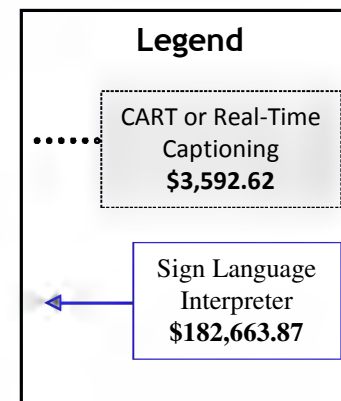 Legend
CART or Real-Time
Captioning
$3,592.62
Sign Language
Interpreter
$182,663.87